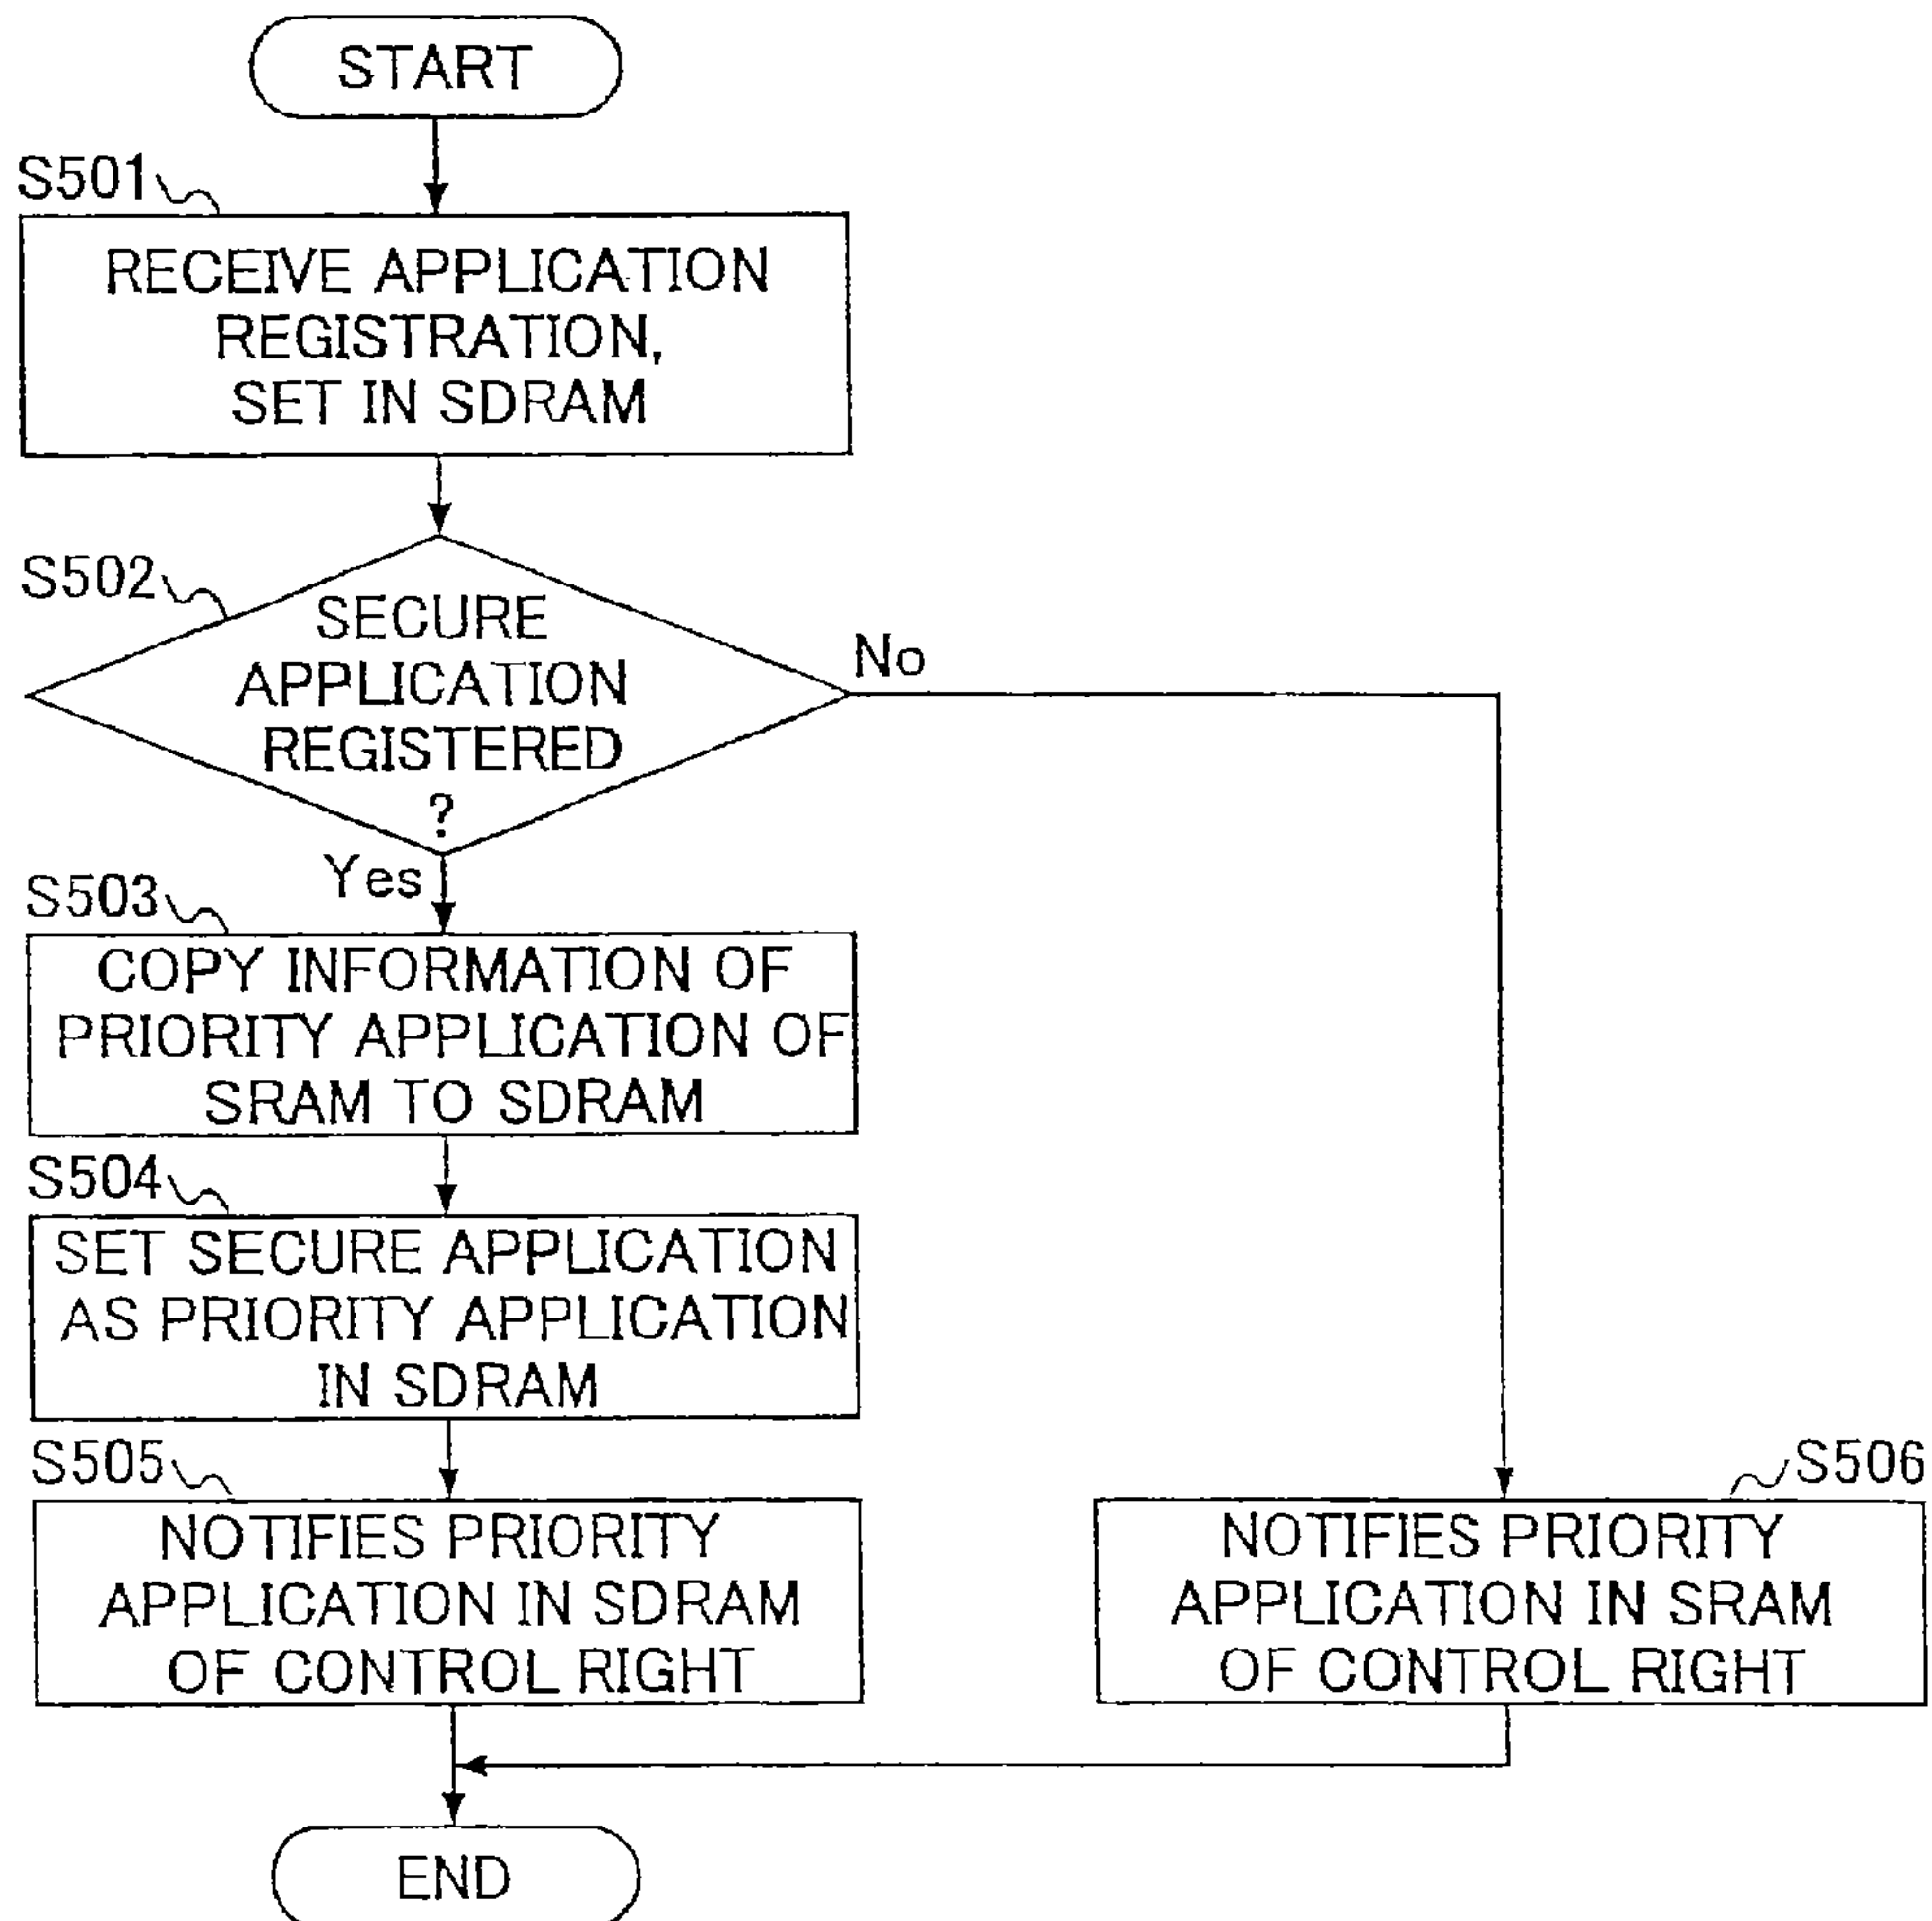 START
S501
RECEIVE APPLICATION
REGISTRATION,
SET IN SDRAM
S502
SECURE
APPLICATION
REGISTERED
?
No
Yes
S503
COPY INFORMATION OF
PRIORITY APPLICATION OF
SRAM TO SDRAM
S504
SET SECURE APPLICATION
AS PRIORITY APPLICATION
IN SDRAM
S505
NOTIFIES PRIORITY
APPLICATION IN SDRAM
OF CONTROL RIGHT
S506
NOTIFIES PRIORITY
APPLICATION IN SRAM
OF CONTROL RIGHT
END